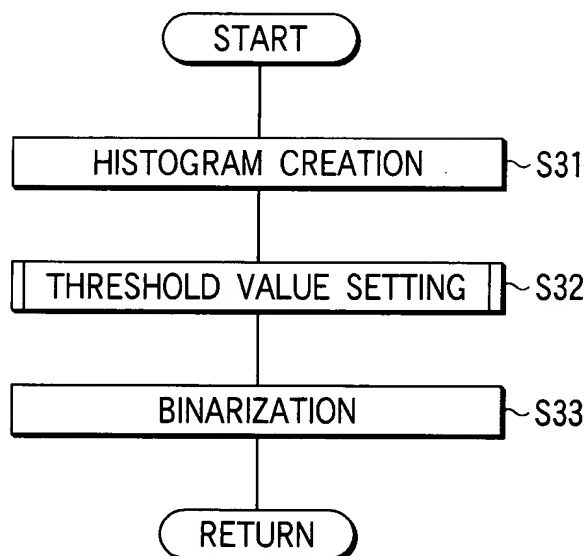 START
HISTOGRAM CREATION S31
THRESHOLD VALUE SETTING S32
BINARIZATION S33
RETURN